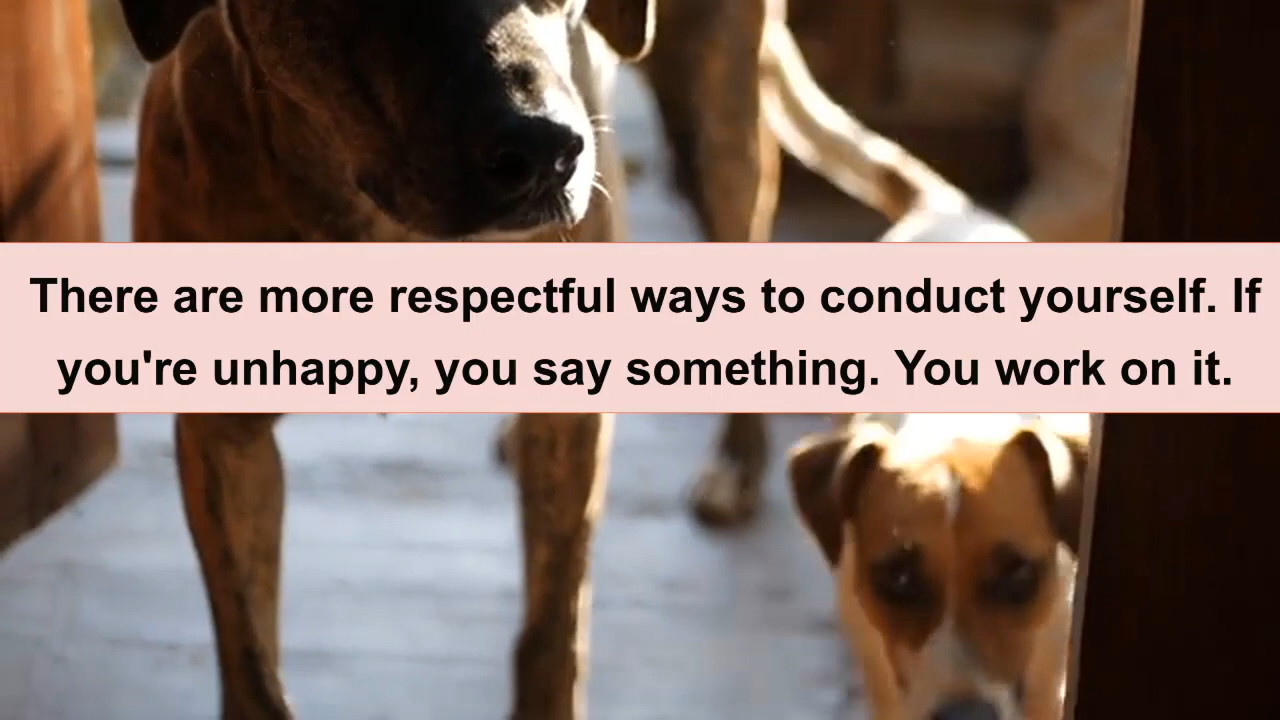 There are more respectful ways to conduct yourself. If
you're unhappy, you say something. You work on it.